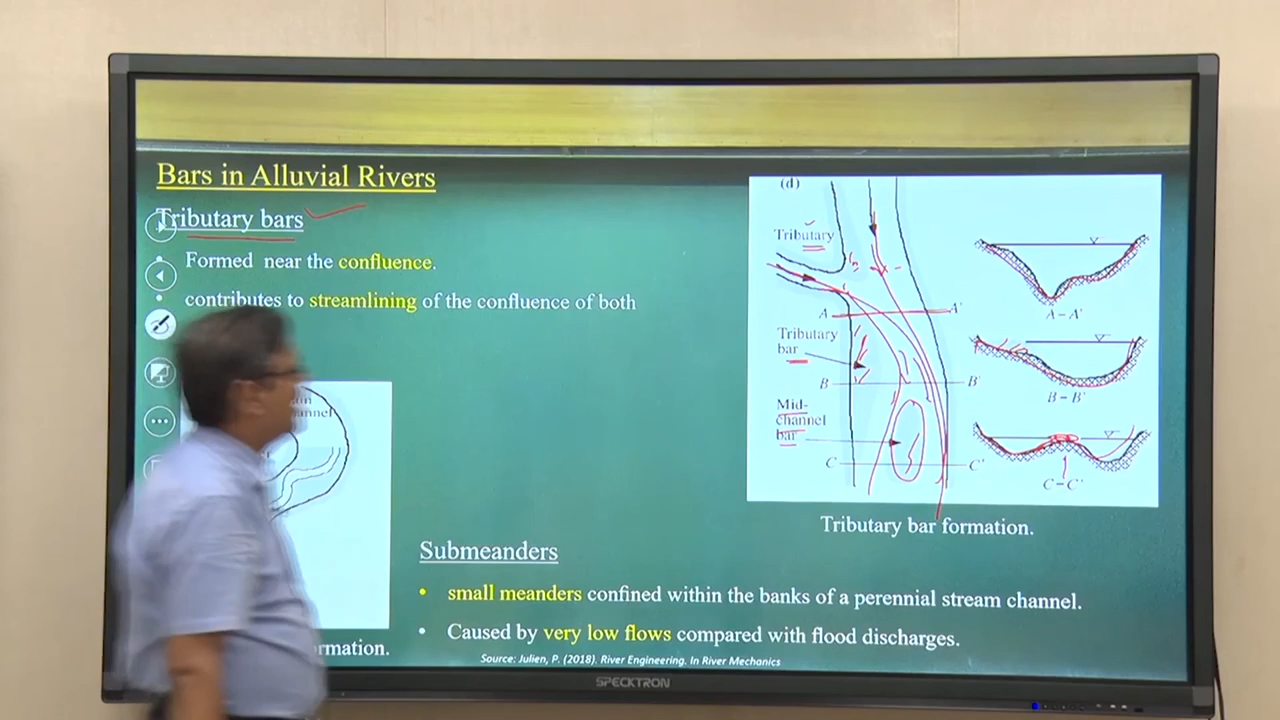 Bars in Alluvial Rivers
Tributary bars
Formed near the confluence.
contributes to streamlining of the confluence of both
(d)
Tributary
A
A'
Tributary
bar
B
B'
Mid-
channel
bar
C
C'
A-A'
B-B'
C-C'
Tributary bar formation.
Submeanders
• small meanders confined within the banks of a perennial stream channel.
• Caused by very low flows compared with flood discharges.
Source: Julien, P. (2018). River Engineering. In River Mechanics
SPECKTRON